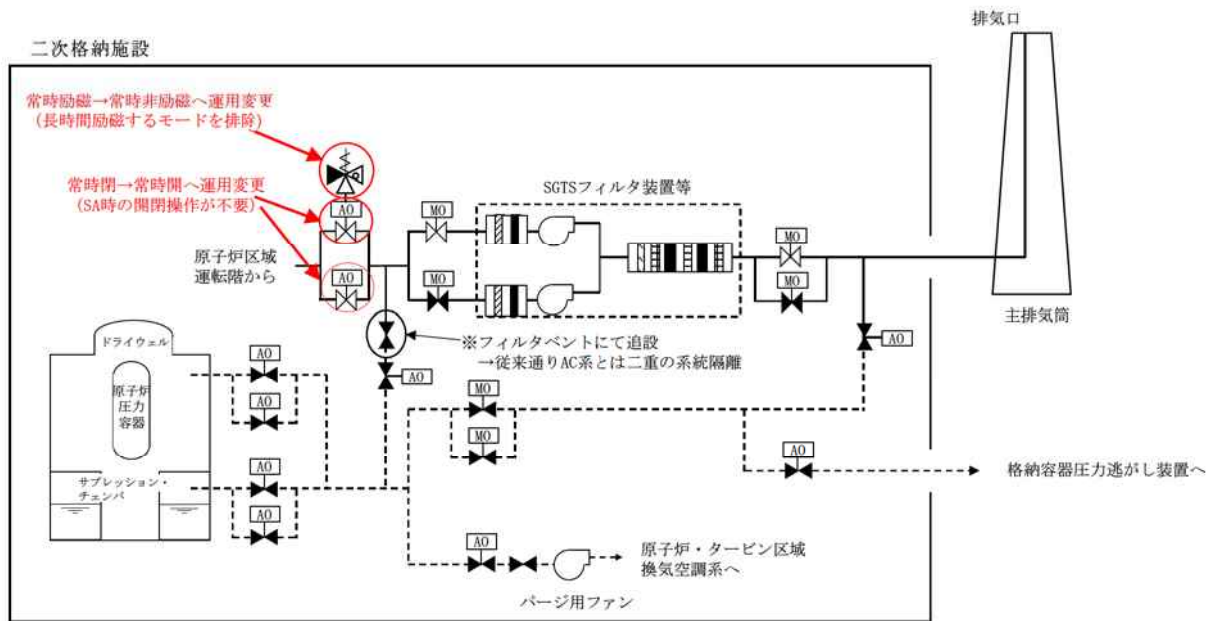 排気口
二次格納施設
常時励磁→常時非励磁へ運用変更
(長時間励磁するモードを排除)
常時閉→常時開へ運用変更
(SA時の開閉操作が不要)
AO
MO
SGTSフィルタ装置等
MO
原子炉区域
運転階から
AO
MO
MO
主排気筒
※フィルタベントにて追設
→従来通りAC系とは二重の系統隔離
AO
ドライウェル
AO
AO
原子炉
圧力
容器
AO
MO
MO
AO
格納容器圧力逃がし装置へ
サプレッション・
チェンバ
AO
AO
AO
原子炉・タービン区域
換気空調系へ
パージ用ファン